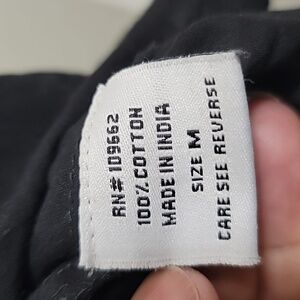 RN# 109662
100% COTTON
MADE IN INDIA
SIZE M
CARE SEE REVERSE